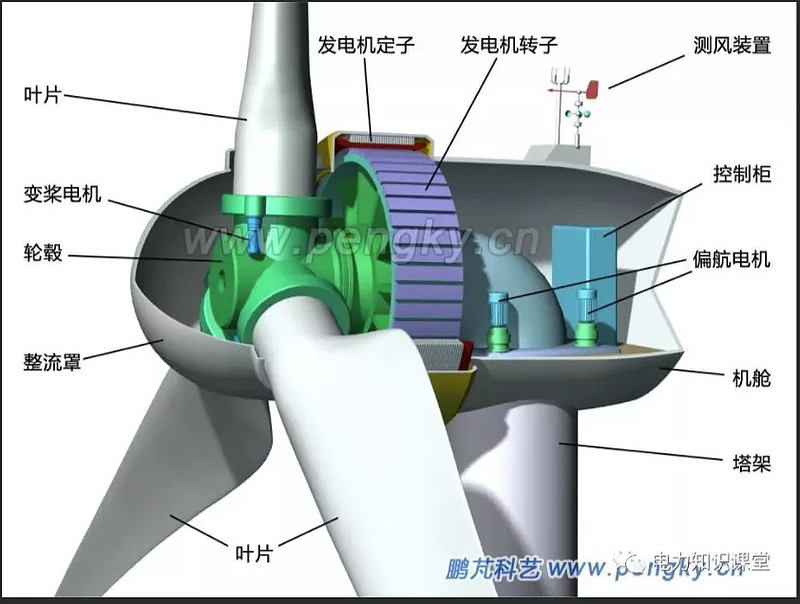 发电机定子
发电机转子
测风装置
叶片
控制柜
变桨电机
轮毂
偏航电机
整流罩
机舱
塔架
叶片
www.pengky.cn
鹏芃科艺 www.pengky.cn
电力知识课堂